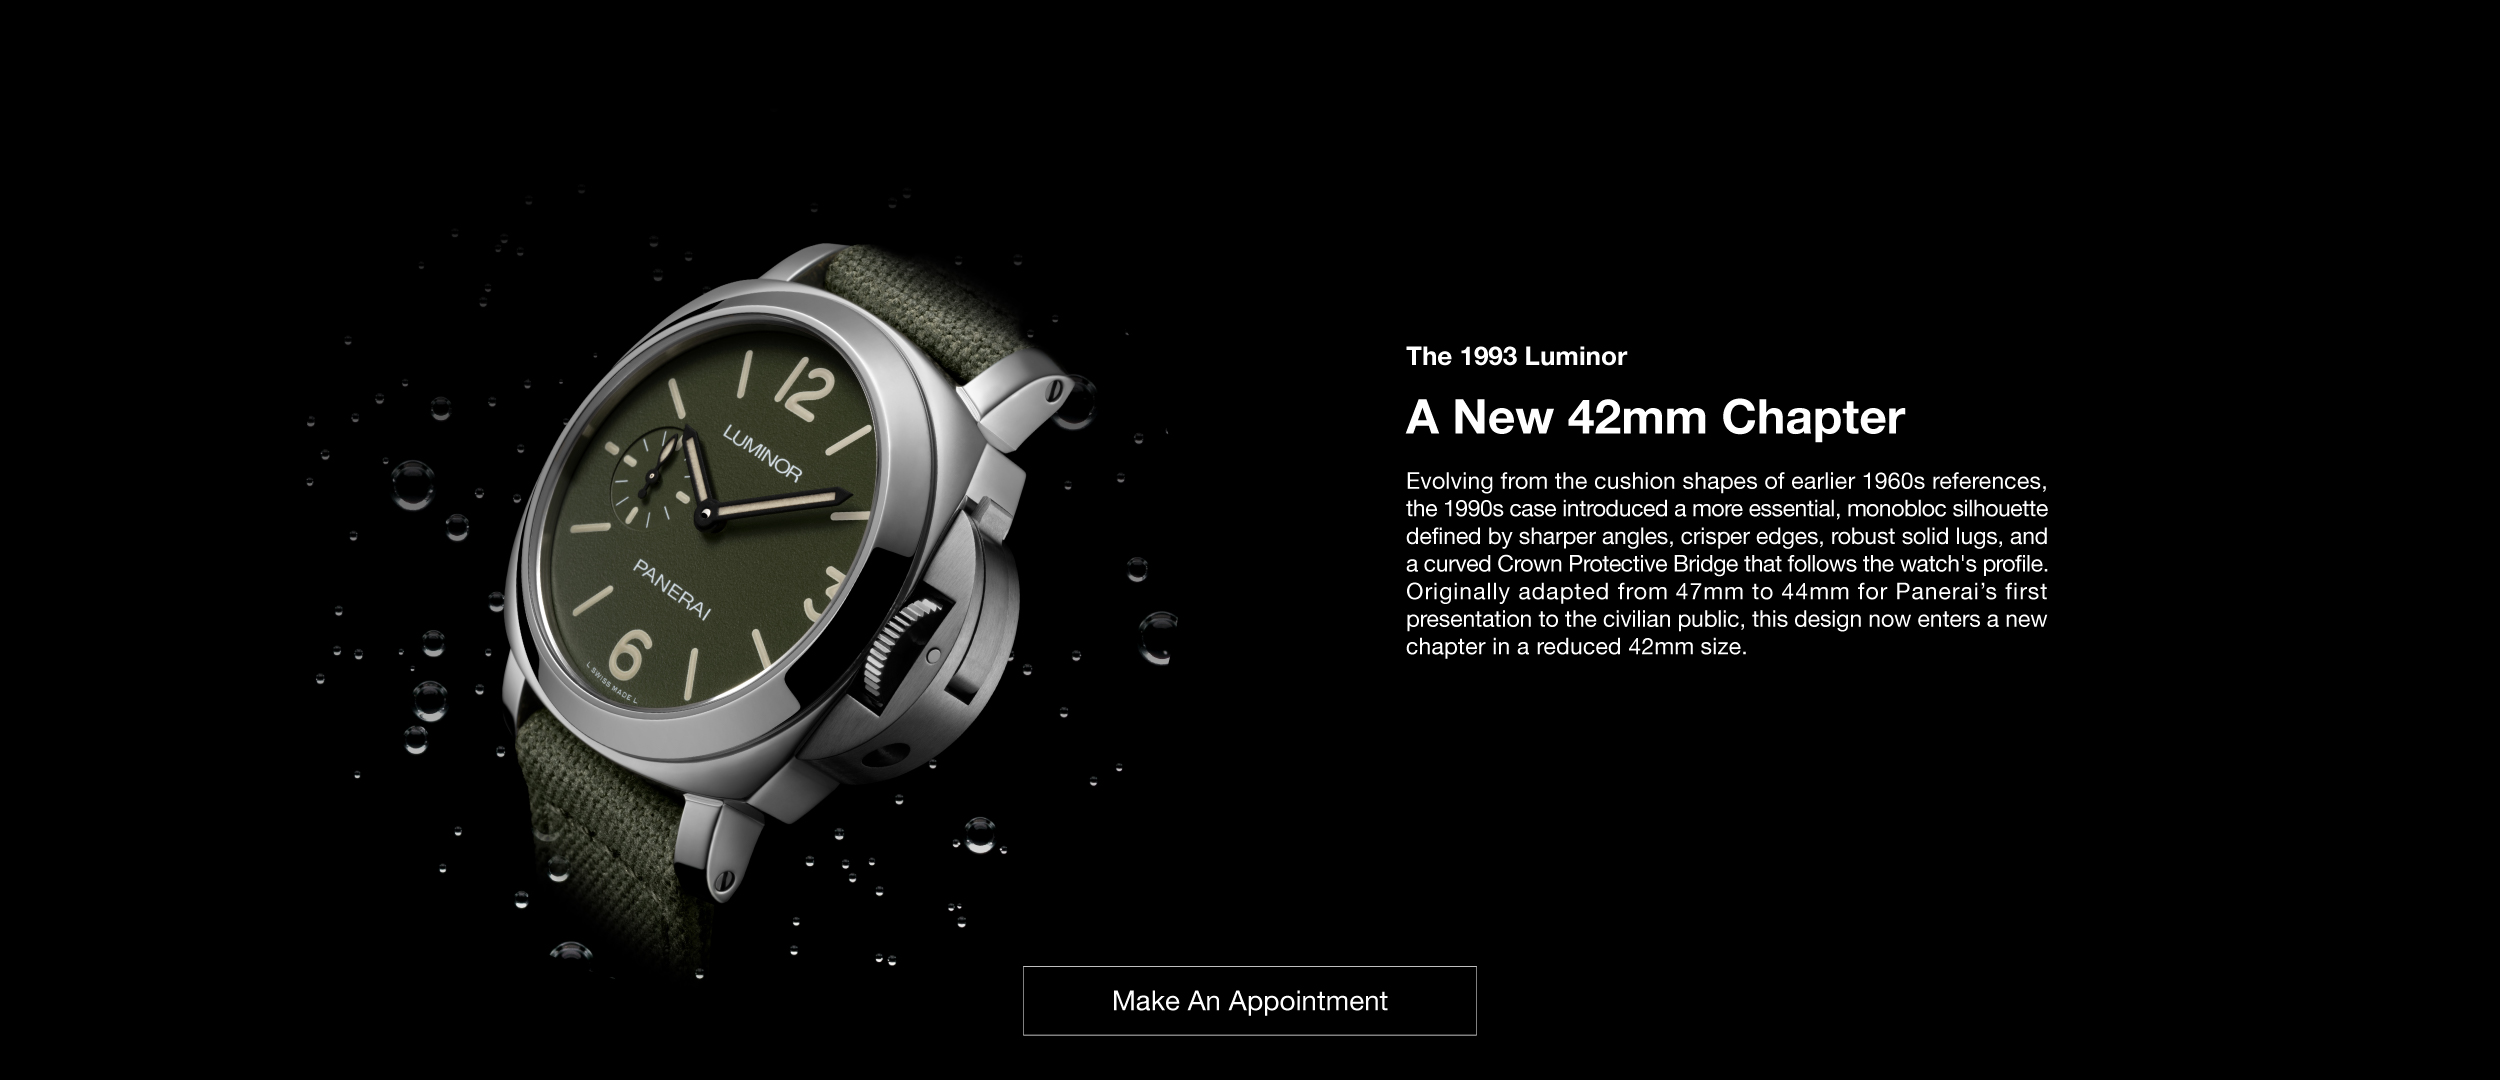 12
LUMINOR
3
PANERAI
6
L SWISS MADE L
The 1993 Luminor
A New 42mm Chapter
Evolving from the cushion shapes of earlier 1960s references,
the 1990s case introduced a more essential, monobloc silhouette
defined by sharper angles, crisper edges, robust solid lugs, and
a curved Crown Protective Bridge that follows the watch's profile.
Originally adapted from 47mm to 44mm for Panerai’s first
presentation to the civilian public, this design now enters a new
chapter in a reduced 42mm size.
Make An Appointment